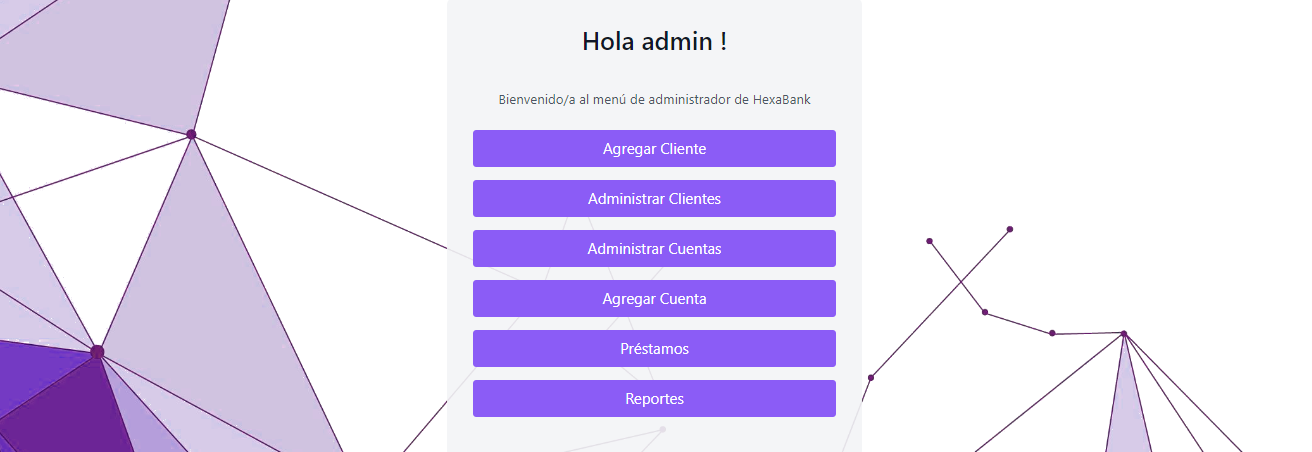 Hola admin !
Bienvenido/a al menú de administrador de HexaBank
Agregar Cliente
Administrar Clientes
Administrar Cuentas
Agregar Cuenta
Préstamos
Reportes